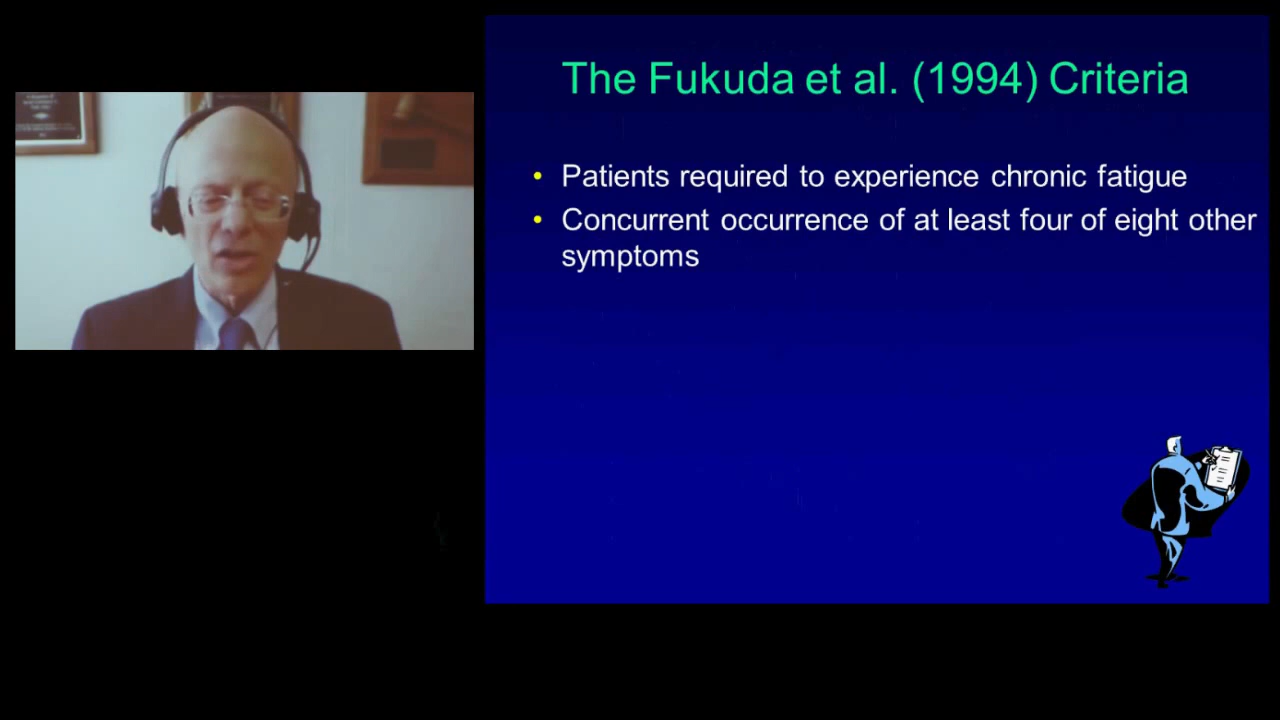 The Fukuda et al. (1994) Criteria
• Patients required to experience chronic fatigue
• Concurrent occurrence of at least four of eight other
symptoms